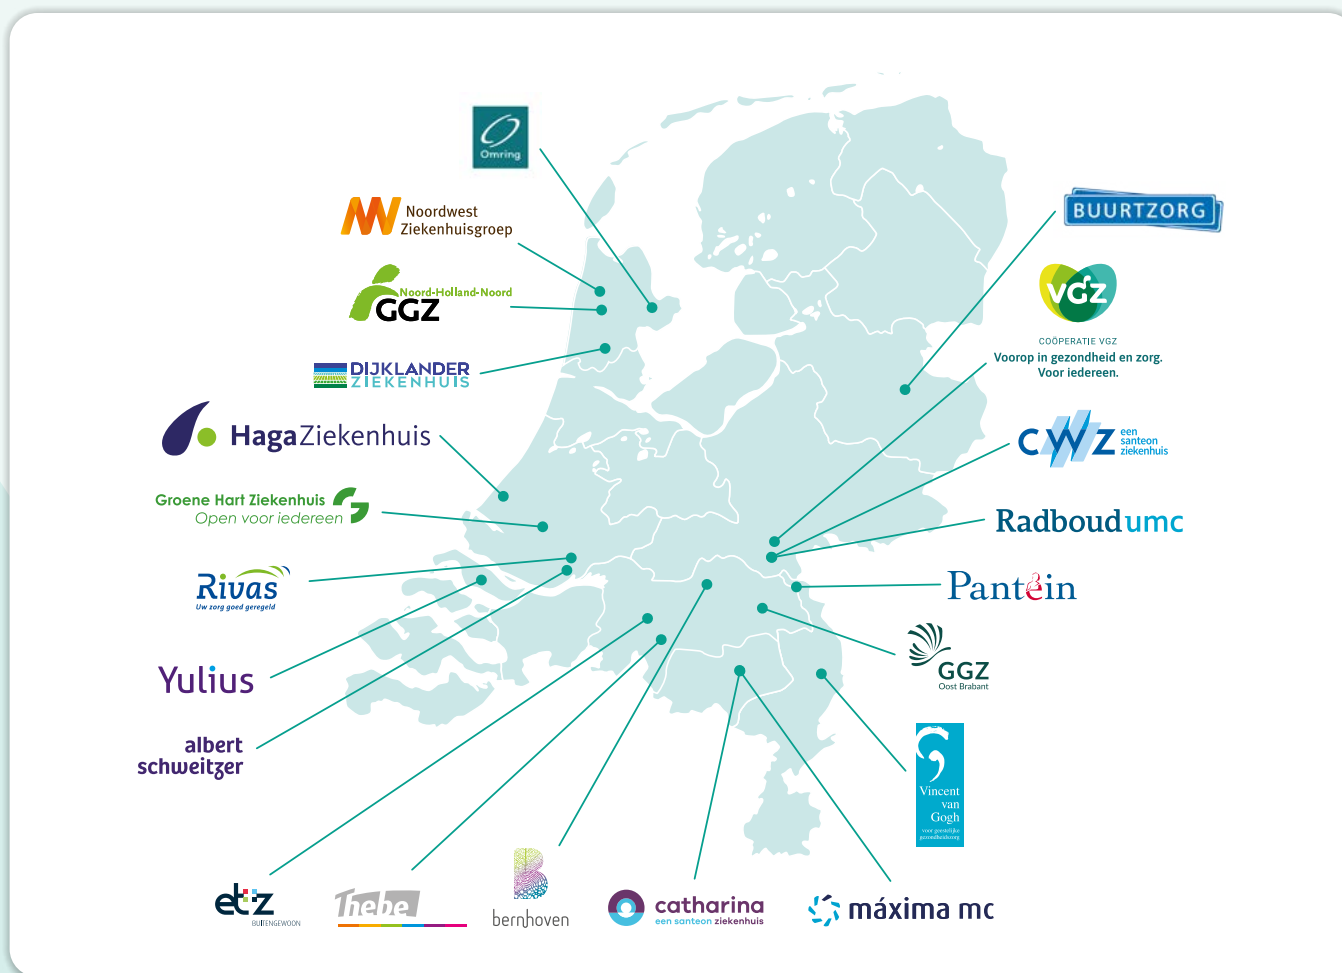 Omring
Noordwest
Ziekenhuisgroep
BUURTZORG
Noord-Holland-Noord
GGZ
VGZ
COÖPERATIE VGZ
Voorop in gezondheid en zorg.
Voor iedereen.
DIJKLANDER
ZIEKENHUIS
HagaZiekenhuis
CWZ
een
santeon
ziekenhuis
Groene Hart Ziekenhuis
Open voor iedereen
Radboudumc
Rivas
Uw zorg goed geregeld
Pantein
Yulius
GGZ
Oost Brabant
albert
schweitzer
Vincent
van
Gogh
voor geestelijke
gezondheidszorg
etz
BUITENGEWOON
Thebe
bernhoven
catharina
een santeon ziekenhuis
máxima mc